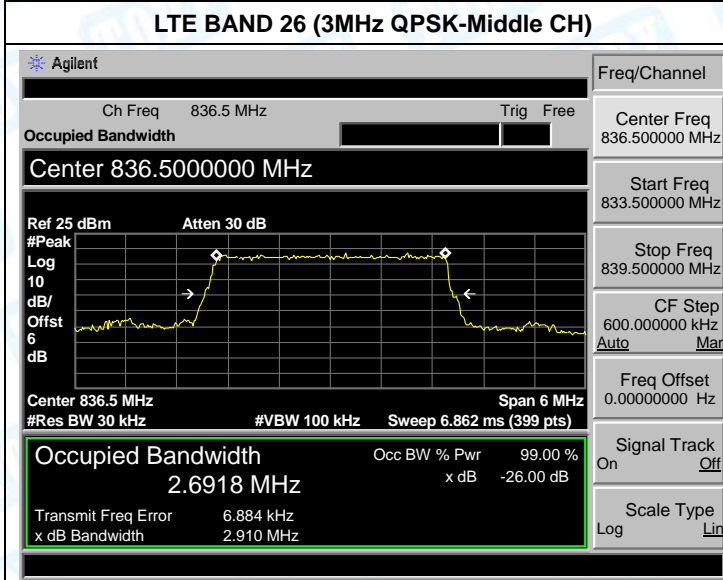 LTE BAND 26 (3MHz QPSK-Middle CH)
Agilent
Freq/Channel
Ch Freq 836.5 MHz Trig Free
Occupied Bandwidth
Center 836.5000000 MHz
Ref 25 dBm Atten 30 dB
#Peak
Log
10
dB/
Offst
6
dB
Center 836.5 MHz Span 6 MHz
#Res BW 30 kHz #VBW 100 kHz Sweep 6.862 ms (399 pts)
Occupied Bandwidth Occ BW % Pwr 99.00 %
2.6918 MHz x dB -26.00 dB
Transmit Freq Error 6.884 kHz
x dB Bandwidth 2.910 MHz
Center Freq
836.500000 MHz
Start Freq
833.500000 MHz
Stop Freq
839.500000 MHz
CF Step
600.000000 kHz
Auto Man
Freq Offset
0.00000000 Hz
Signal Track
On Off
Scale Type
Log Lin